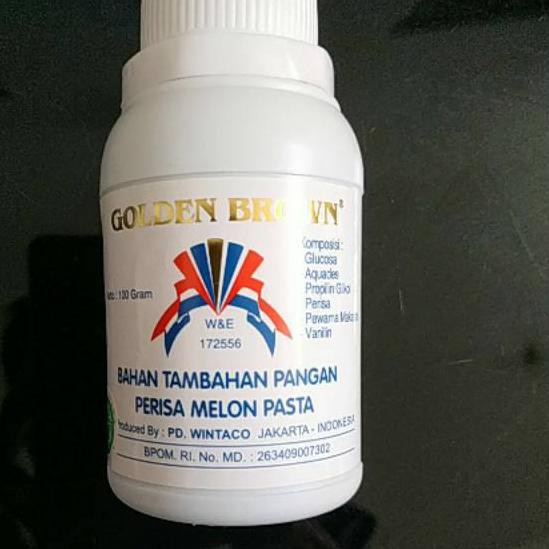 GOLDEN BROWN®
Komposisi :
Glucosa
Aquades
Propilin Glikol
Perisa
- Pewarna
- Vanilin
: 100 Gram
W&E
172556
BAHAN TAMBAHAN PANGAN
PERISA MELON PASTA
Produced By : PD. WINTACO JAKARTA - INDONESIA
BPOM. RI. No. MD. : 263409007302